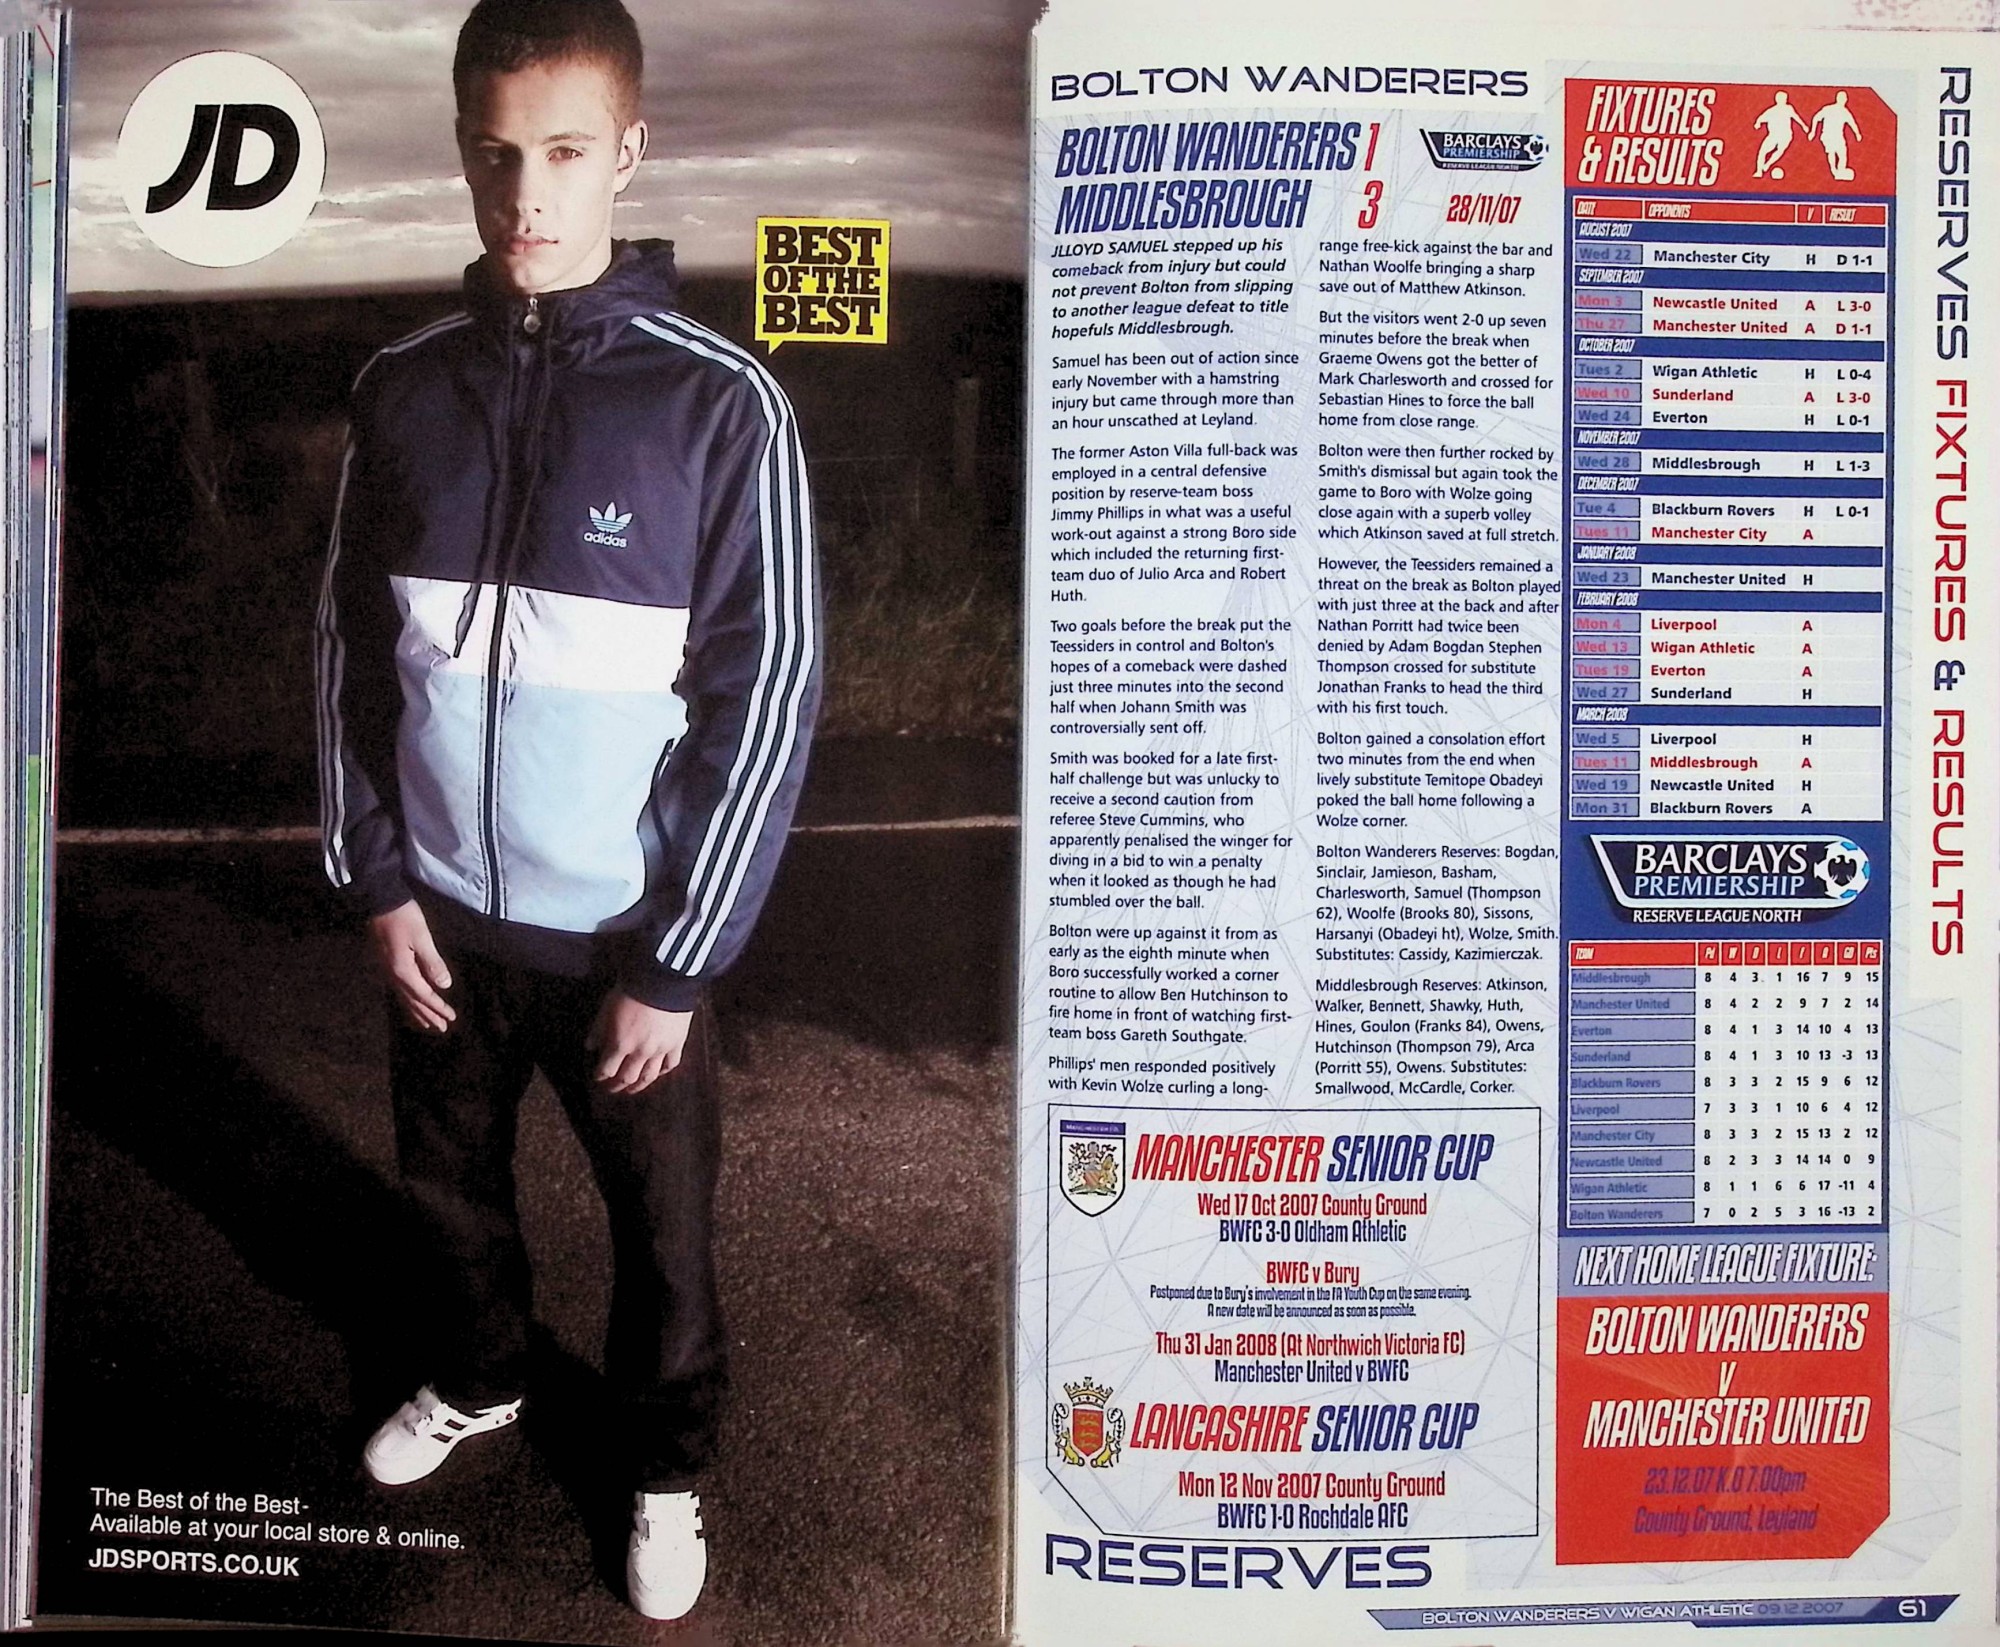 JD
BEST
OF THE
BEST
adidas
The Best of the Best-
Available at your local store & online.
JDSPORTS.CO.UK
BOLTON WANDERERS
BOLTON WANDERERS 1
MIDDLESBROUGH 3
BARCLAYS
PREMIERSHIP
RESERVE LEAGUE NORTH
28/11/07
JLLOYD SAMUEL stepped up his
comeback from injury but could
not prevent Bolton from slipping
to another league defeat to title
hopefuls Middlesbrough.
Samuel has been out of action since
early November with a hamstring
injury but came through more than
an hour unscathed at Leyland.
The former Aston Villa full-back was
employed in a central defensive
position by reserve-team boss
Jimmy Phillips in what was a useful
work-out against a strong Boro side
which included the returning first-
team duo of Julio Arca and Robert
Huth.
Two goals before the break put the
Teessiders in control and Bolton's
hopes of a comeback were dashed
just three minutes into the second
half when Johann Smith was
controversially sent off.
Smith was booked for a late first-
half challenge but was unlucky to
receive a second caution from
referee Steve Cummins, who
apparently penalised the winger for
diving in a bid to win a penalty
when it looked as though he had
stumbled over the ball.
Bolton were up against it from as
early as the eighth minute when
Boro successfully worked a corner
routine to allow Ben Hutchinson to
fire home in front of watching first-
team boss Gareth Southgate.
Phillips' men responded positively
with Kevin Wolze curling a long-
range free-kick against the bar and
Nathan Woolfe bringing a sharp
save out of Matthew Atkinson.
But the visitors went 2-0 up seven
minutes before the break when
Graeme Owens got the better of
Mark Charlesworth and crossed for
Sebastian Hines to force the ball
home from close range.
Bolton were then further rocked by
Smith's dismissal but again took the
game to Boro with Wolze going
close again with a superb volley
which Atkinson saved at full stretch.
However, the Teessiders remained a
threat on the break as Bolton played
with just three at the back and after
Nathan Porritt had twice been
denied by Adam Bogdan Stephen
Thompson crossed for substitute
Jonathan Franks to head the third
with his first touch.
Bolton gained a consolation effort
two minutes from the end when
lively substitute Temitope Obadeyi
poked the ball home following a
Wolze corner.
Bolton Wanderers Reserves: Bogdan,
Sinclair, Jamieson, Basham,
Charlesworth, Samuel (Thompson
62), Woolfe (Brooks 80), Sissons,
Harsanyi (Obadeyi ht), Wolze, Smith.
Substitutes: Cassidy, Kazimierczak.
Middlesbrough Reserves: Atkinson,
Walker, Bennett, Shawky, Huth,
Hines, Goulon (Franks 84), Owens,
Hutchinson (Thompson 79), Arca
(Porritt 55), Owens. Substitutes:
Smallwood, McCardle, Corker.
MANCHESTER SENIOR CUP
Wed 17 Oct 2007 County Ground
BWFC 3-0 Oldham Athletic
BWFC v Bury
Postponed due to Bury's involvement in the FA Youth Cup on the same evening.
A new date will be announced as soon as possible.
Thu 31 Jan 2008 (At Northwich Victoria FC)
Manchester United v BWFC
LANCASHIRE SENIOR CUP
Mon 12 Nov 2007 County Ground
BWFC 1-0 Rochdale AFC
RESERVES
FIXTURES
& RESULTS
DATE OPPONENTS V RESULT
AUGUST 2007
Wed 22 Manchester City H D 1-1
SEPTEMBER 2007
Mon 3 Newcastle United A L 3-0
Thu 27 Manchester United A D 1-1
OCTOBER 2007
Tues 2 Wigan Athletic H L 0-4
Wed 10 Sunderland A L 3-0
Wed 24 Everton H L 0-1
NOVEMBER 2007
Wed 28 Middlesbrough H L 1-3
DECEMBER 2007
Tue 4 Blackburn Rovers H L 0-1
Tues 11 Manchester City A
JANUARY 2008
Wed 23 Manchester United H
FEBRUARY 2008
Mon 4 Liverpool A
Wed 13 Wigan Athletic A
Tues 19 Everton A
Wed 27 Sunderland H
MARCH 2008
Wed 5 Liverpool H
Tues 11 Middlesbrough A
Wed 19 Newcastle United H
Mon 31 Blackburn Rovers A
BARCLAYS
PREMIERSHIP
RESERVE LEAGUE NORTH
TEAM Pl W D L F A GD Pts
Middlesbrough 8 4 3 1 16 7 9 15
Manchester United 8 4 2 2 9 7 2 14
Everton 8 4 1 3 14 10 4 13
Sunderland 8 4 1 3 10 13 -3 13
Blackburn Rovers 8 3 3 2 15 9 6 12
Liverpool 7 3 3 1 10 6 4 12
Manchester City 8 3 3 2 15 13 2 12
Newcastle United 8 2 3 3 14 14 0 9
Wigan Athletic 8 1 1 6 6 17 -11 4
Bolton Wanderers 7 0 2 5 3 16 -13 2
NEXT HOME LEAGUE FIXTURE:
BOLTON WANDERERS
V
MANCHESTER UNITED
23.12.07 K.O 7:00pm
County Ground, Leyland
RESERVES FIXTURES & RESULTS
BOLTON WANDERERS V WIGAN ATHLETIC 09.12.2007 61